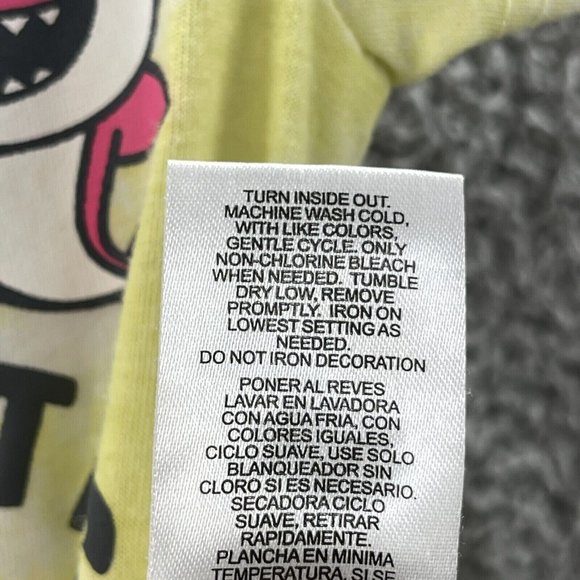 TURN INSIDE OUT.
MACHINE WASH COLD,
WITH LIKE COLORS,
GENTLE CYCLE. ONLY
NON-CHLORINE BLEACH
WHEN NEEDED. TUMBLE
DRY LOW, REMOVE
PROMPTLY. IRON ON
LOWEST SETTING AS
NEEDED.
DO NOT IRON DECORATION
PONER AL REVES
LAVAR EN LAVADORA
CON AGUA FRIA, CON
COLORES IGUALES,
CICLO SUAVE, USE SOLO
BLANQUEADOR SIN
CLORO SI ES NECESARIO.
SECADORA CICLO
SUAVE, RETIRAR
RAPIDAMENTE.
PLANCHA EN MINIMA
TEMPERATURA, SI SE
T